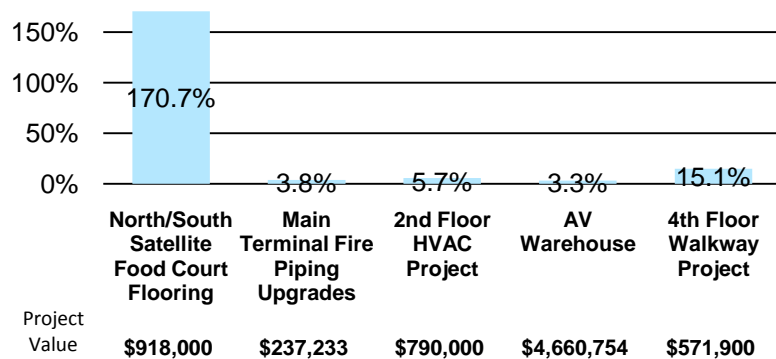 150%
100%
170.7%
50%
0%
3.8%
5.7%
3.3%
15.1%
North/South
Satellite
Food Court
Flooring
Main
Terminal Fire
Piping
Upgrades
2nd Floor
HVAC
Project
AV
Warehouse
4th Floor
Walkway
Project
Project
Value
$918,000
$237,233
$790,000
$4,660,754
$571,900